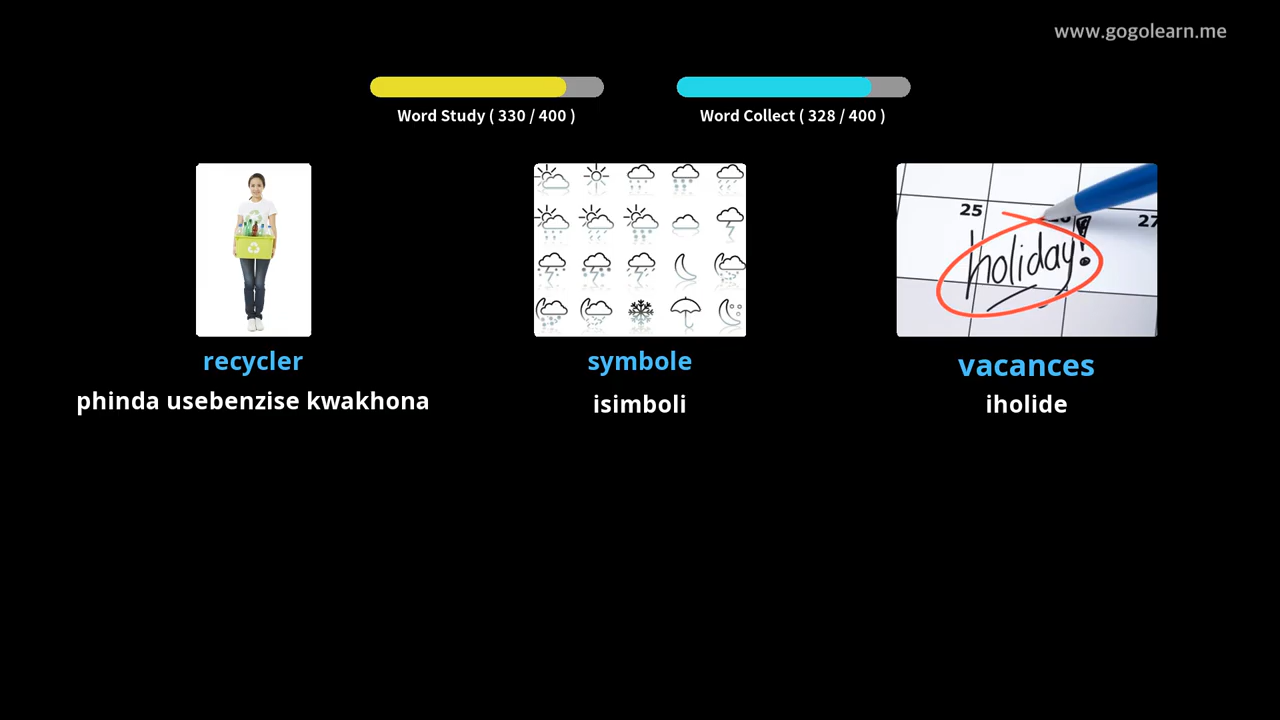 www.gogolearn.me
Word Study ( 330 / 400 )
Word Collect ( 328 / 400 )
25
27
holiday!
recycler
symbole
vacances
phinda usebenzise kwakhona
isimboli
iholide